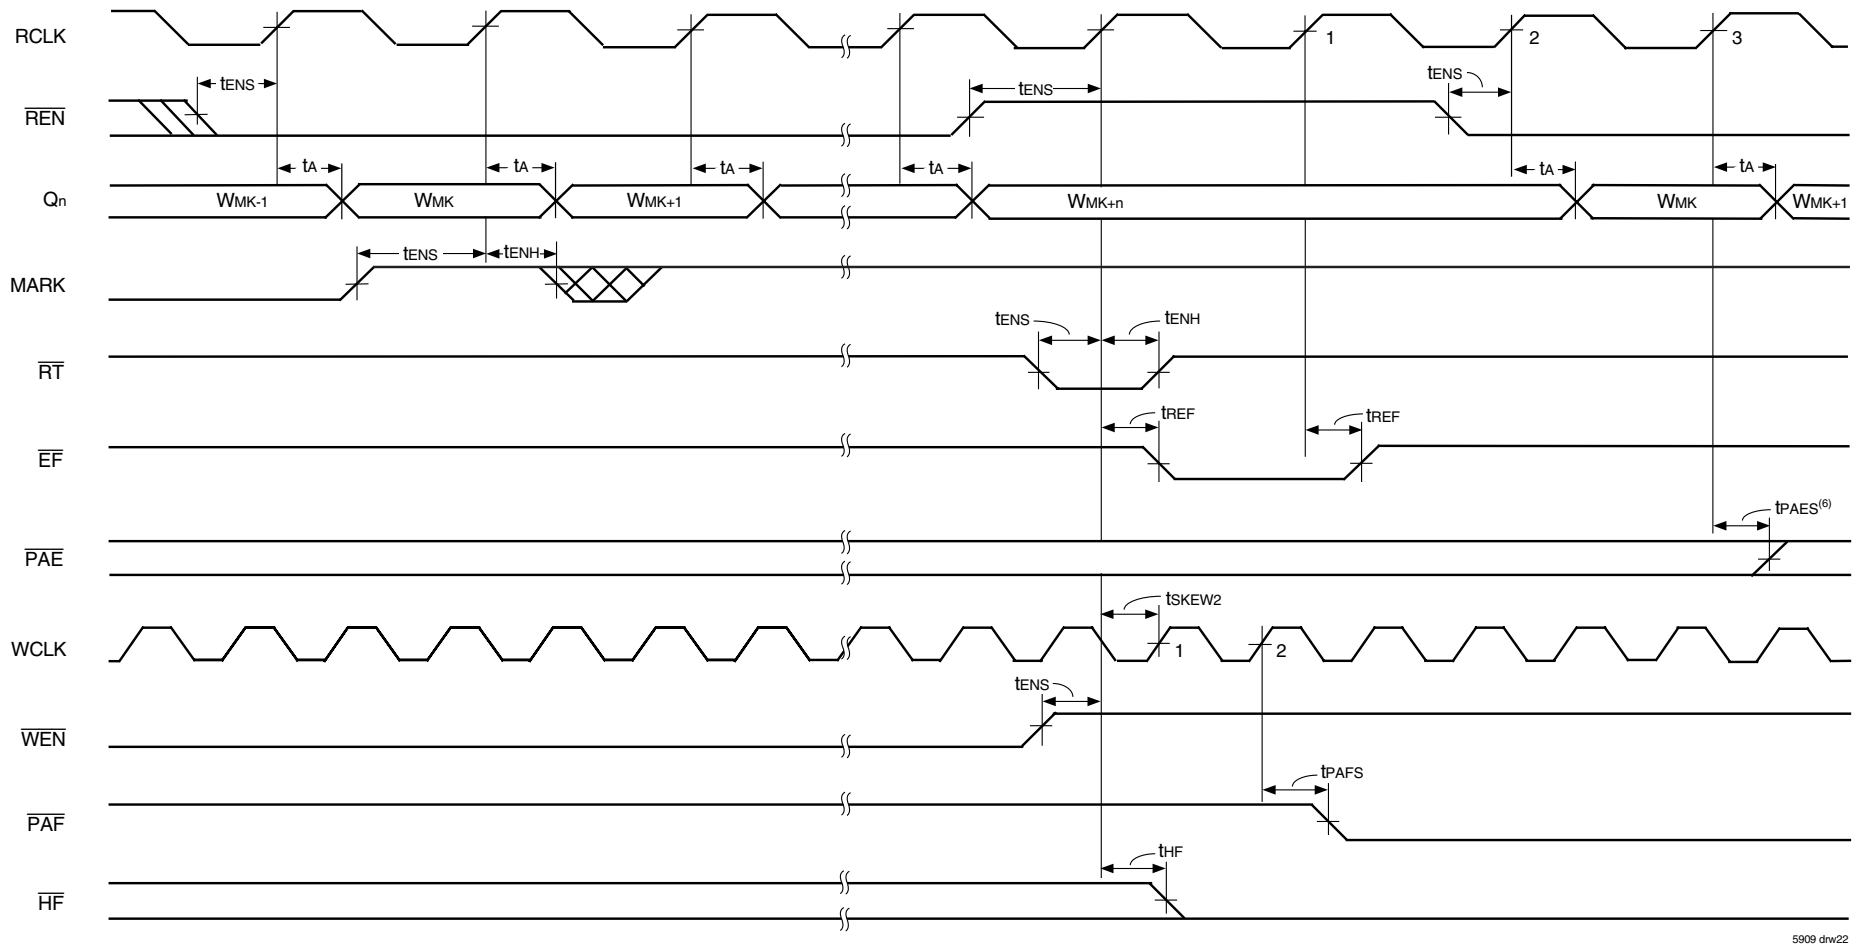 RCLK
1
2
3
tENS
tENS
tENS
REN
tA
tA
tA
tA
tA
tA
Qn
WMK-1
WMK
WMK+1
WMK+n
WMK
WMK+1
tENS
tENH
MARK
tENS
tENH
RT
tREF
tREF
EF
tPAES(6)
PAE
tSKEW2
WCLK
1
2
tENS
WEN
tPAFS
PAF
tHF
HF
5909 drw22